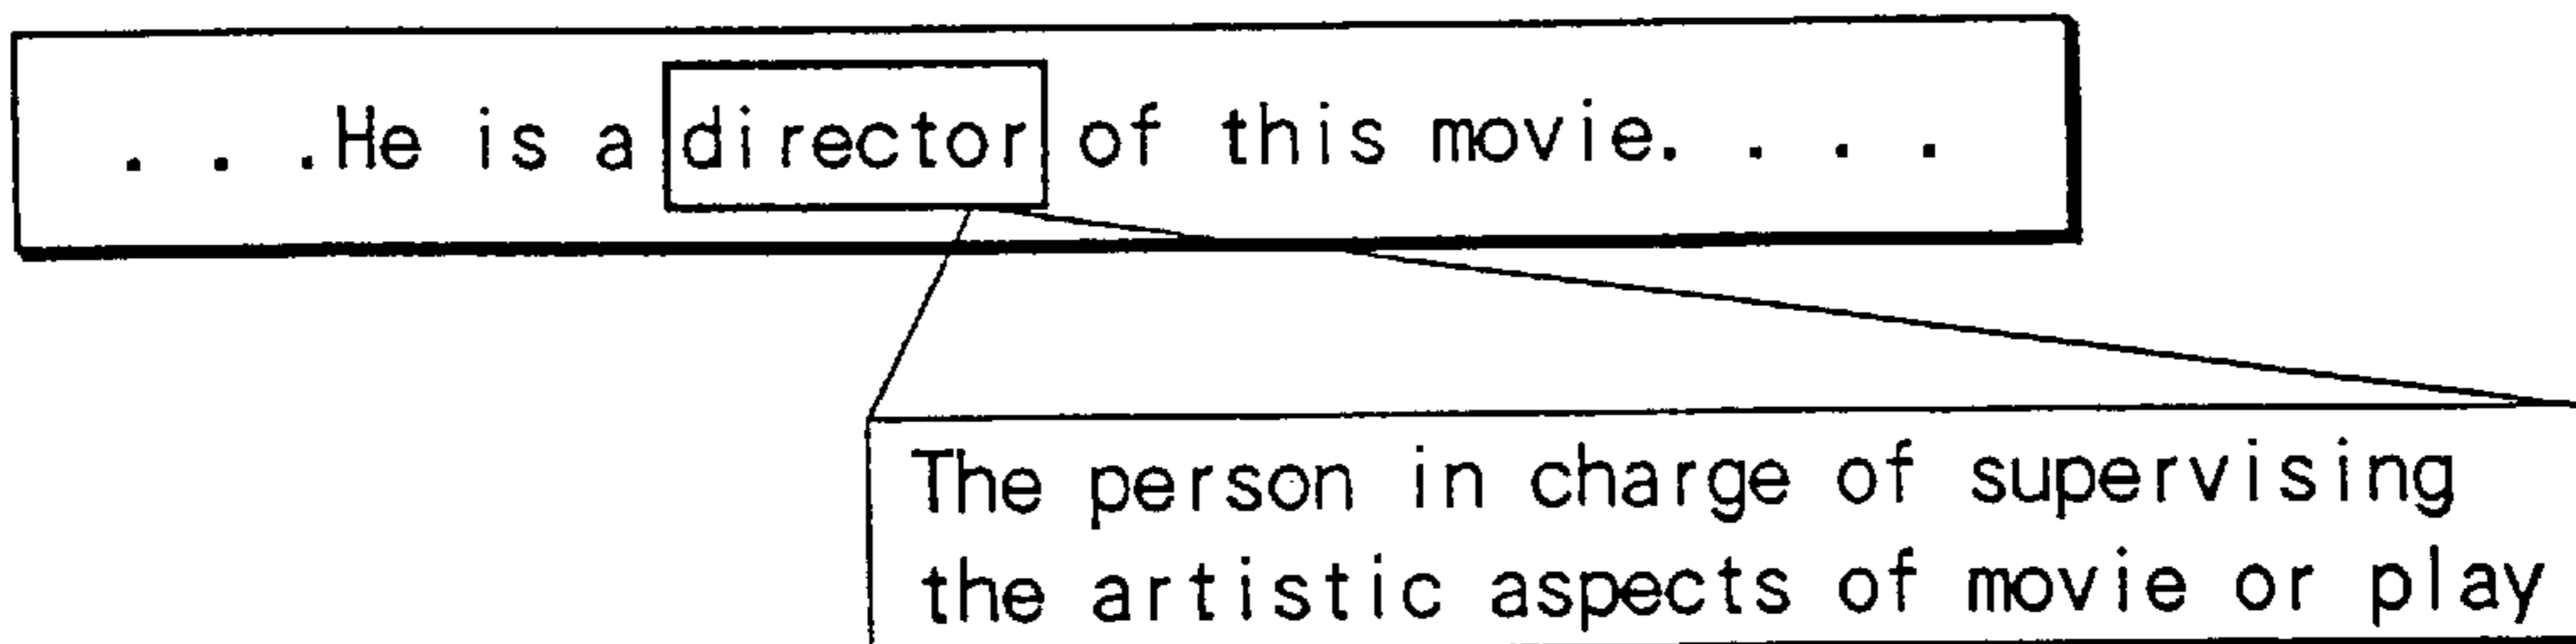 . . .He is a director of this movie. . . .
The person in charge of supervising
the artistic aspects of movie or play